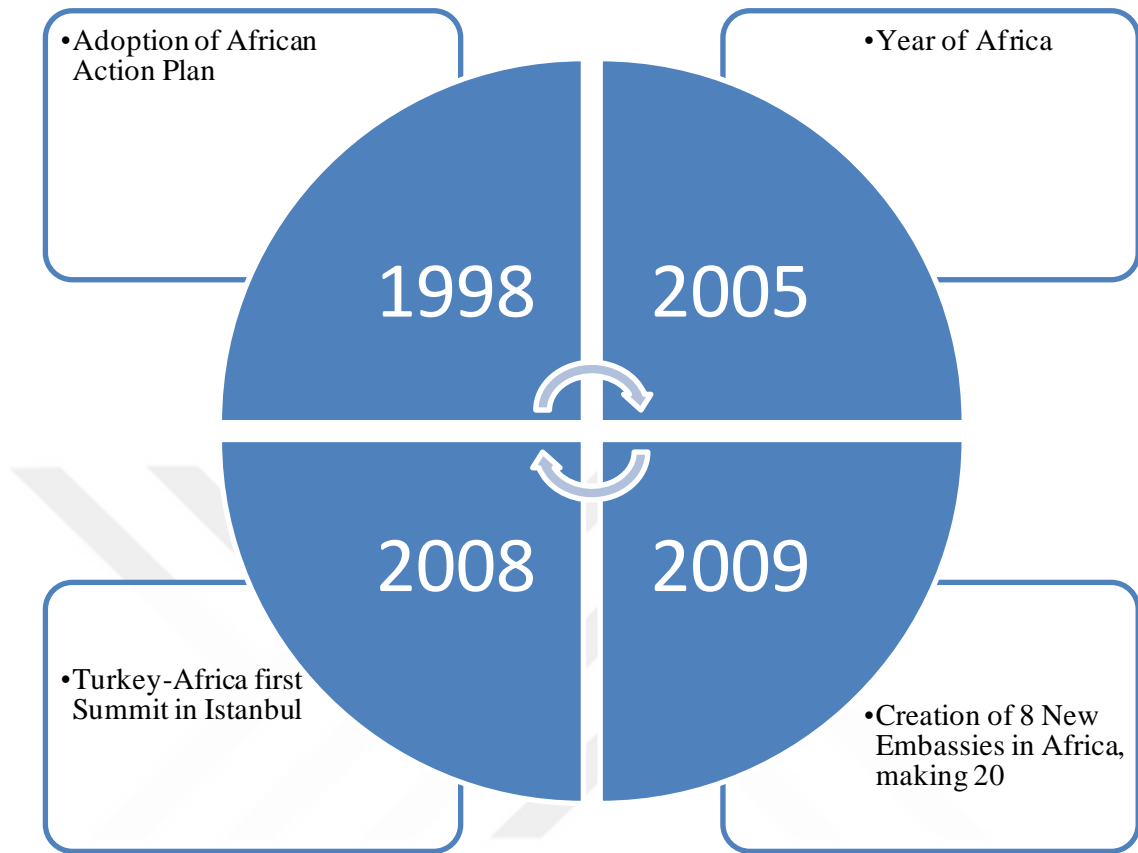 •Adoption of African
Action Plan
•Year of Africa
1998
2005
2008
2009
•Turkey-Africa first
Summit in Istanbul
•Creation of 8 New
Embassies in Africa,
making 20